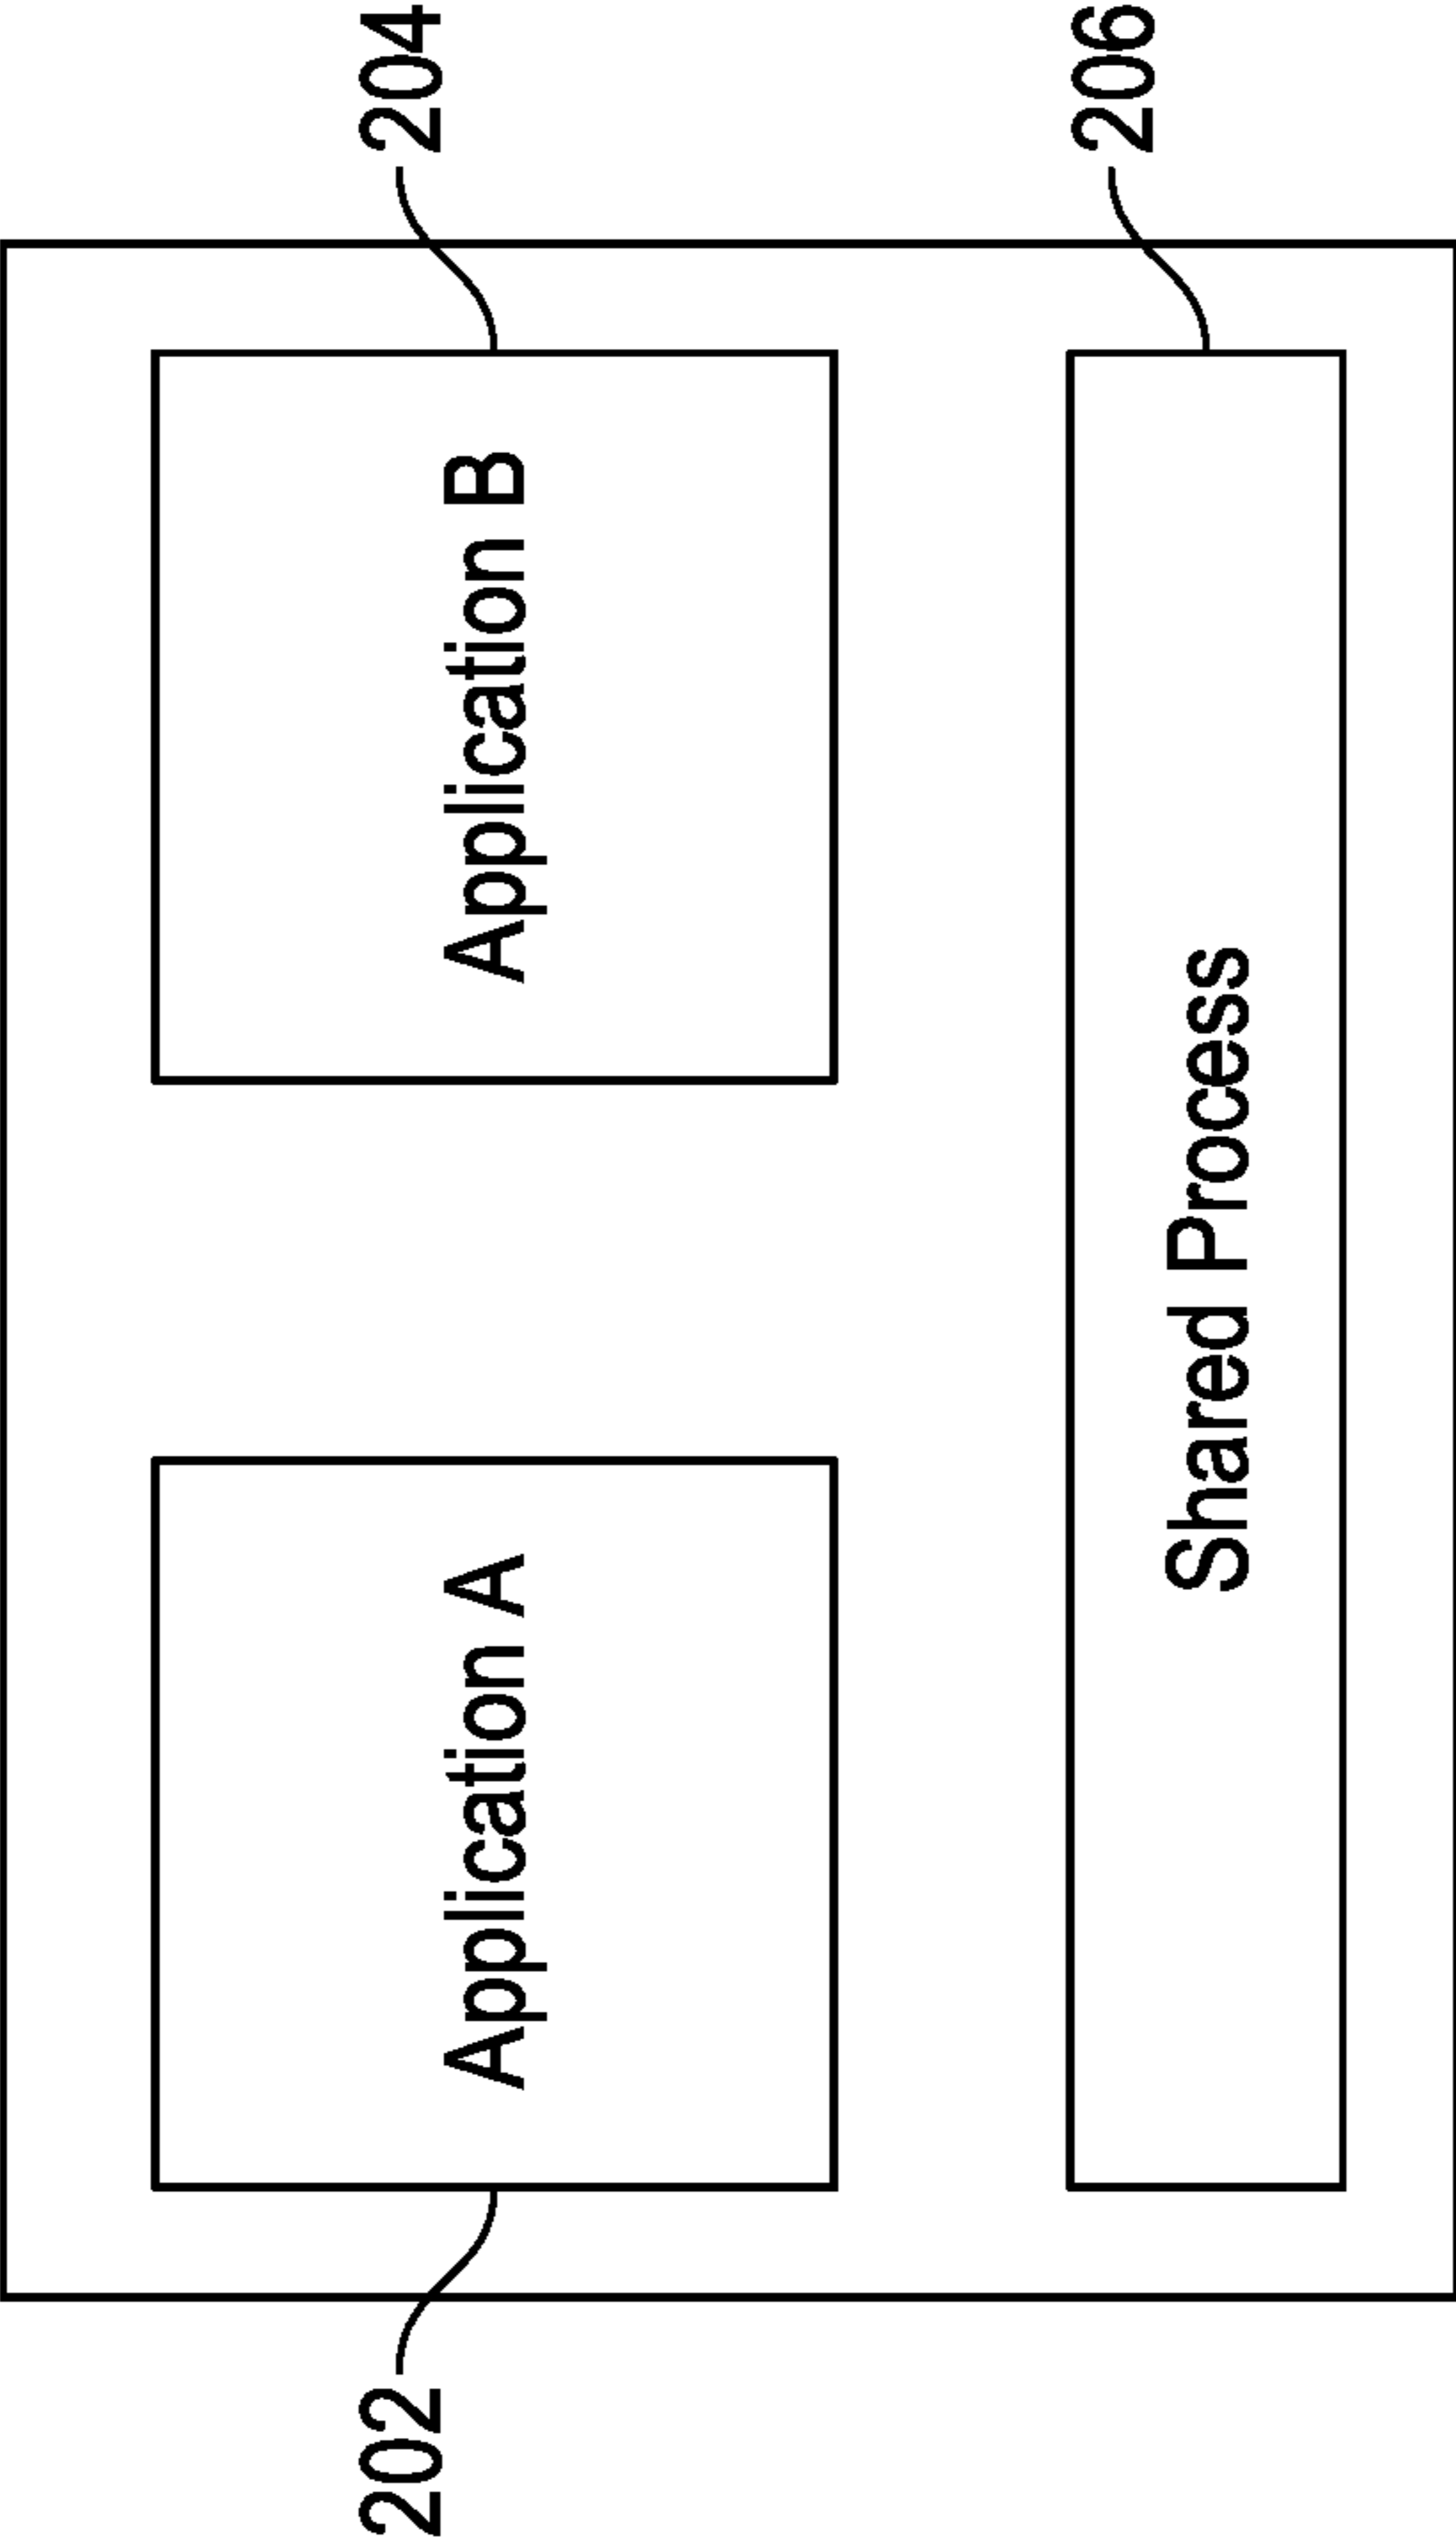 202
Application A
Application B
204
Shared Process
206